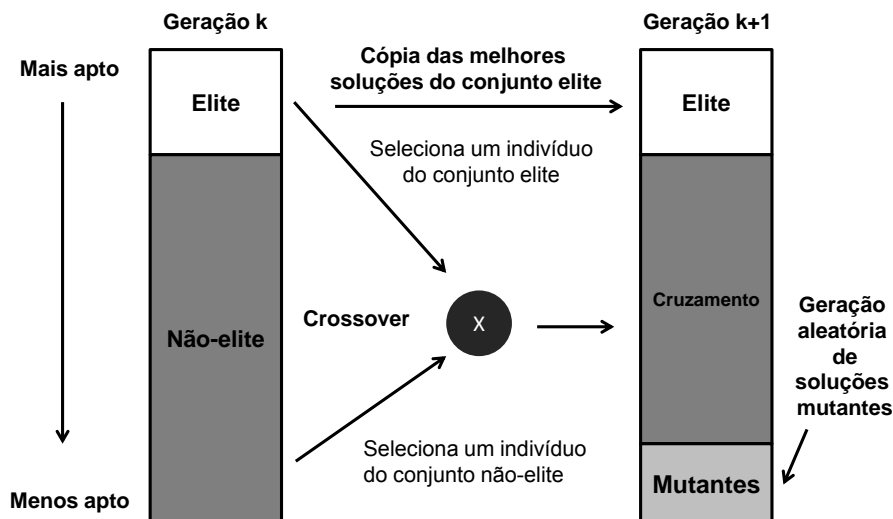 Geração k
Geração k+1
Mais apto
Elite
Cópia das melhores
soluções do conjunto elite
Elite
Seleciona um indivíduo
do conjunto elite
Cruzamento
Crossover
X
Não-elite
Geração
aleatória
de
soluções
mutantes
Seleciona um indivíduo
do conjunto não-elite
Menos apto
Mutantes